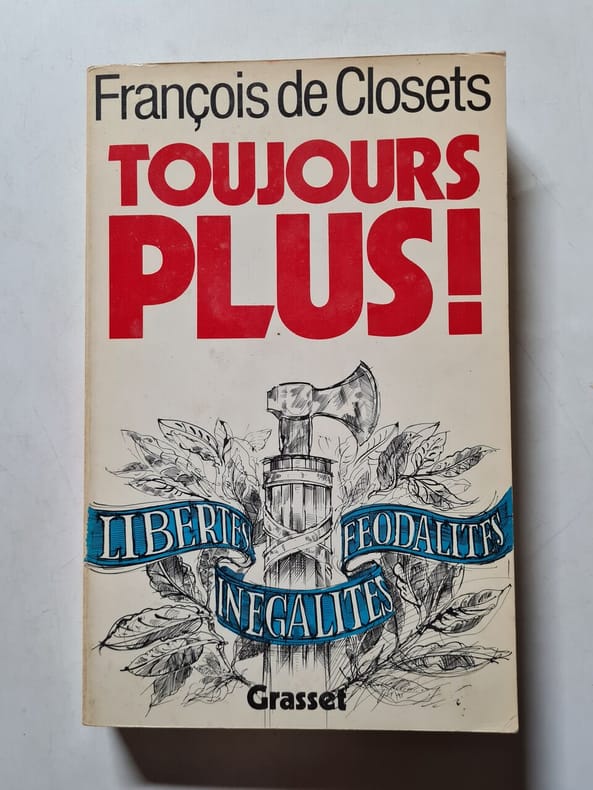 François de Closets
TOUJOURS
PLUS!
LIBERTES
INEGALITES
FEODALITES
Grasset